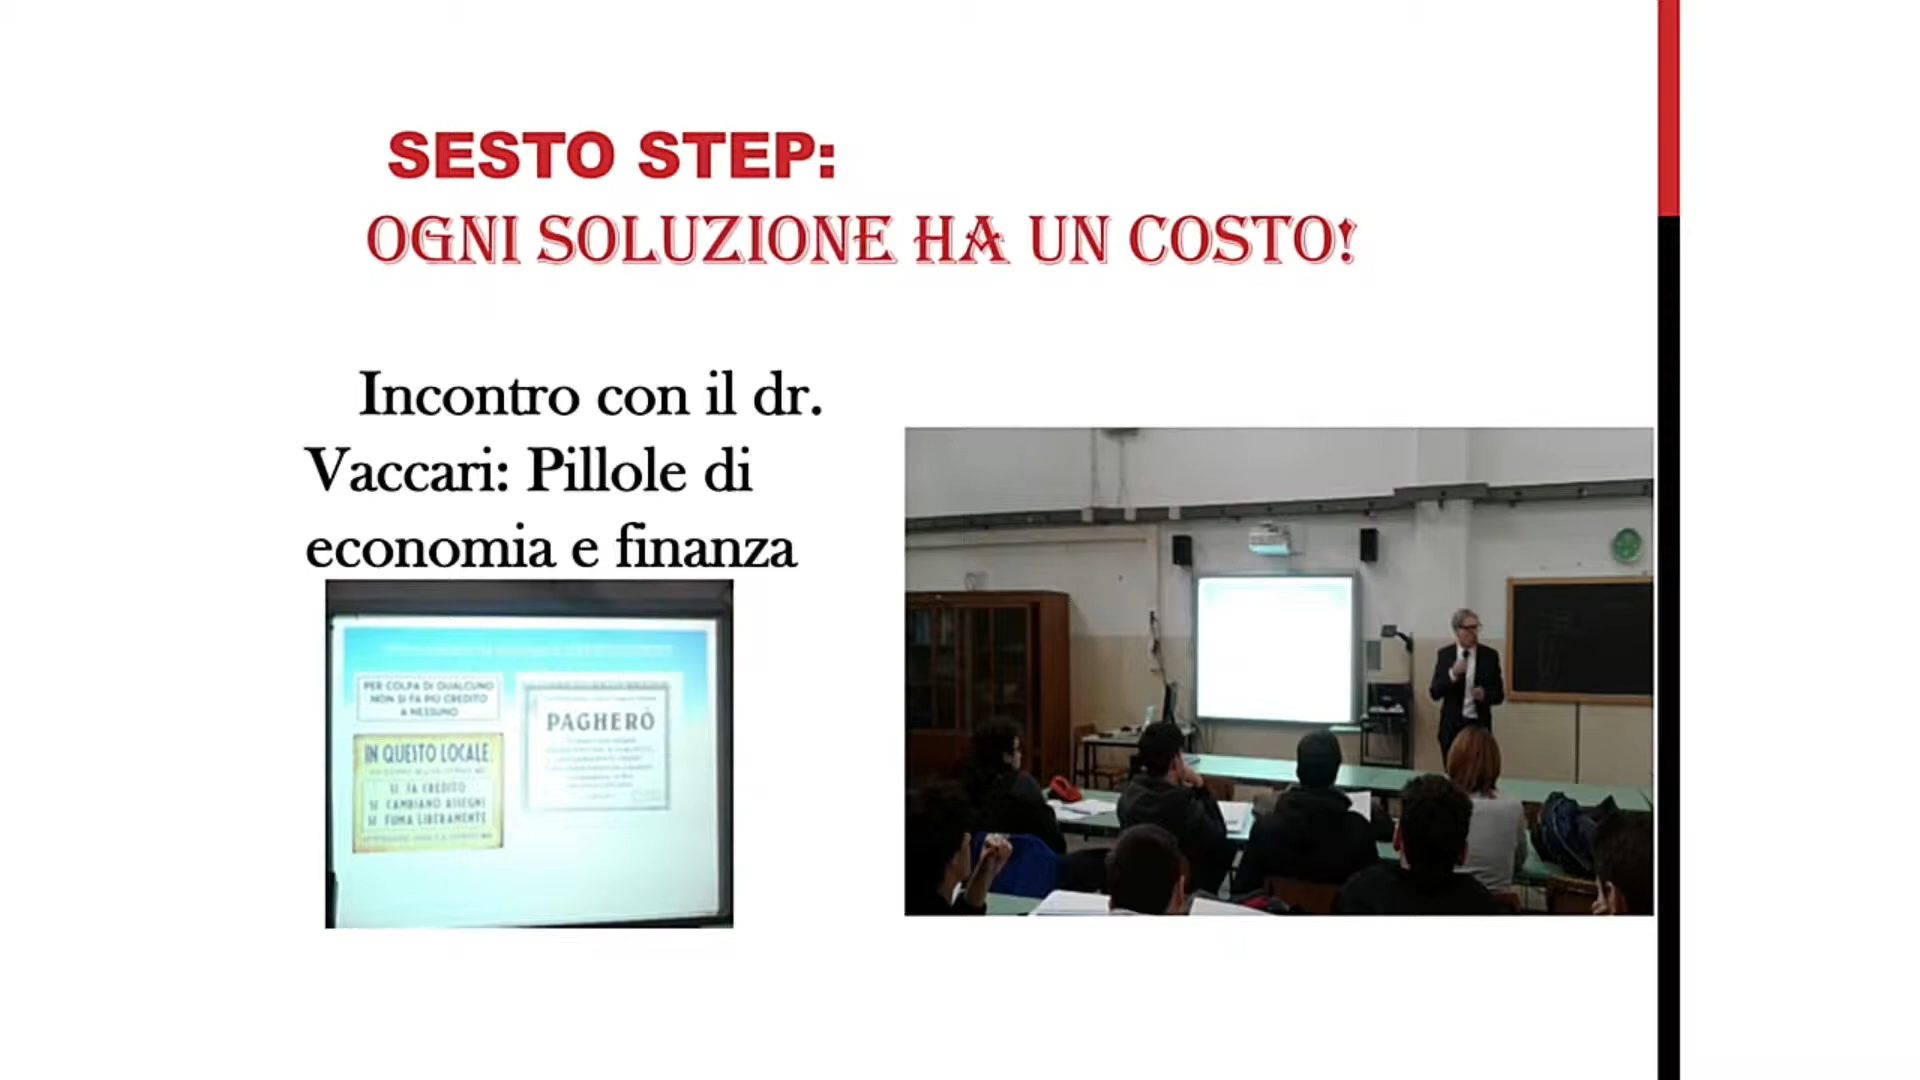 SESTO STEP:
OGNI SOLUZIONE HA UN COSTO!
Incontro con il dr.
Vaccari: Pillole di
economia e finanza
PER COLPA DI QUALCUNO
NON SI FA PIÙ CREDITO
A NESSUNO
PAGHERÒ
IN QUESTO LOCALE
SI FA CREDITO
SI CAMBIANO ASSEGNI
SI FUMA LIBERAMENTE